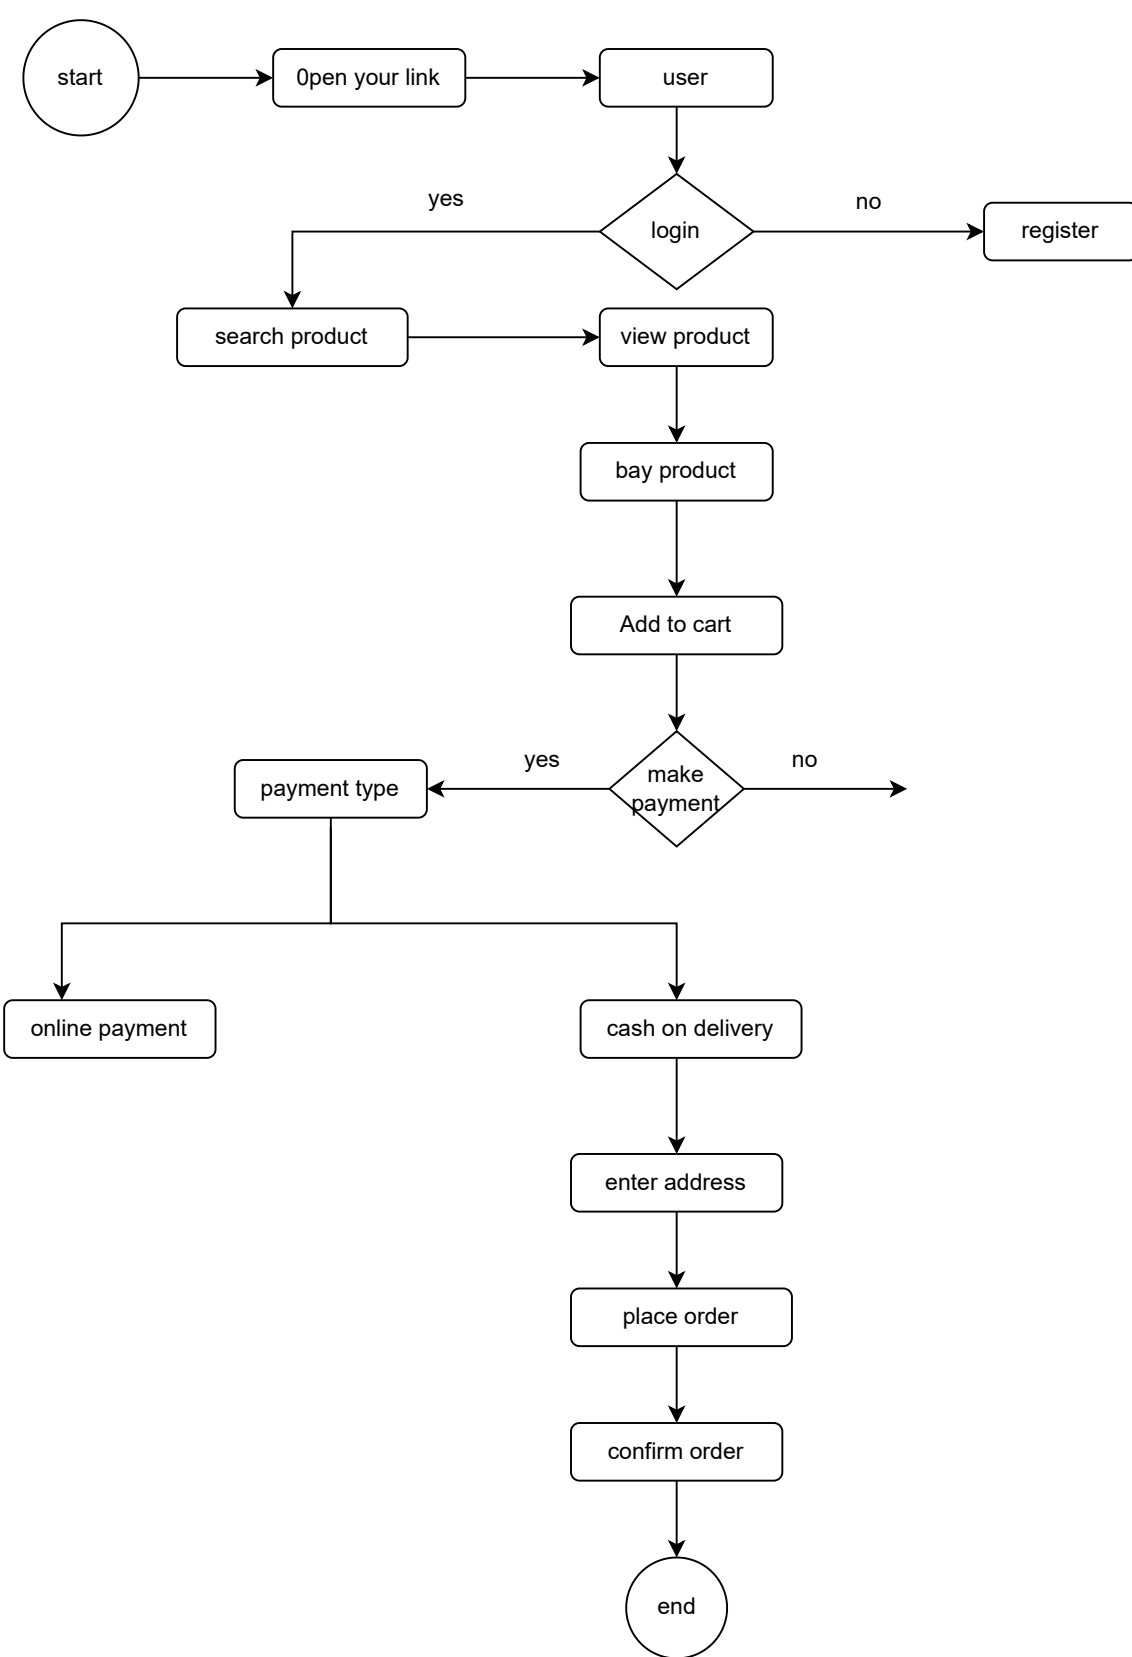 start
0pen your link
user
yes
no
login
register
search product
view product
bay product
Add to cart
yes
no
payment type
make
payment
online payment
cash on delivery
enter address
place order
confirm order
end